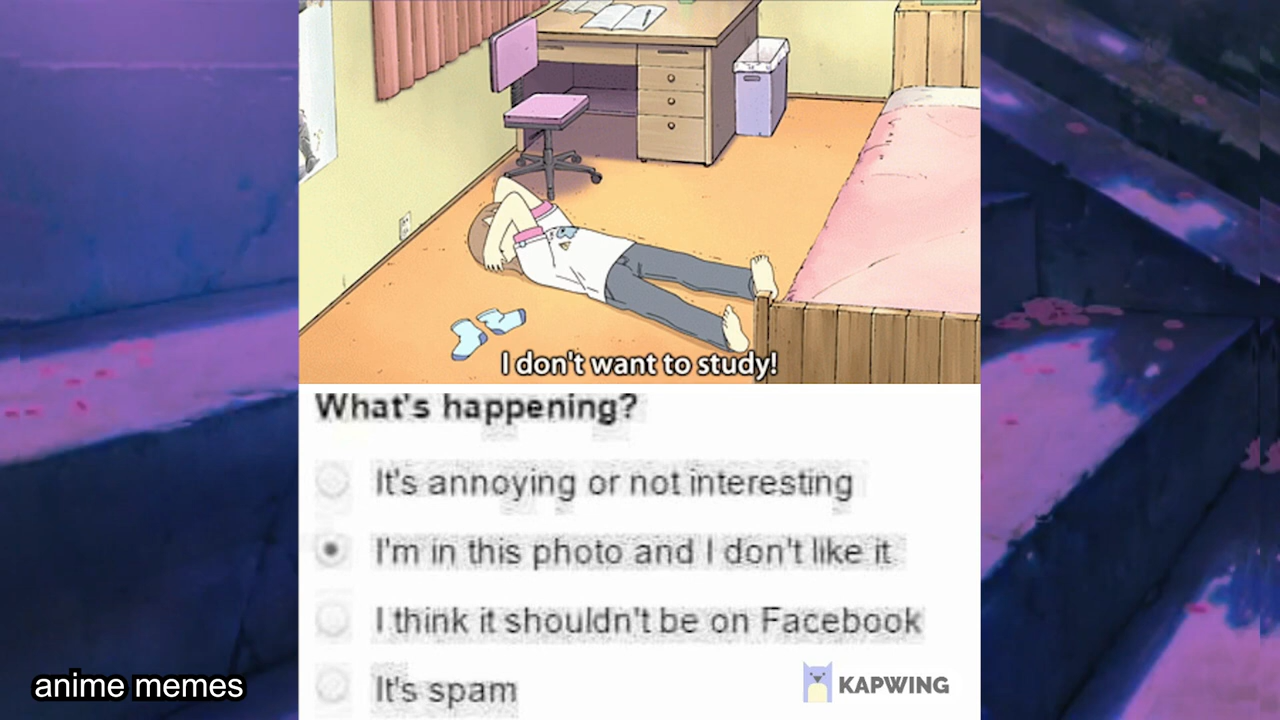 I don't want to study!
What's happening?
It's annoying or not interesting
I'm in this photo and I don't like it
I think it shouldn't be on Facebook
It's spam
KAPWING
anime memes